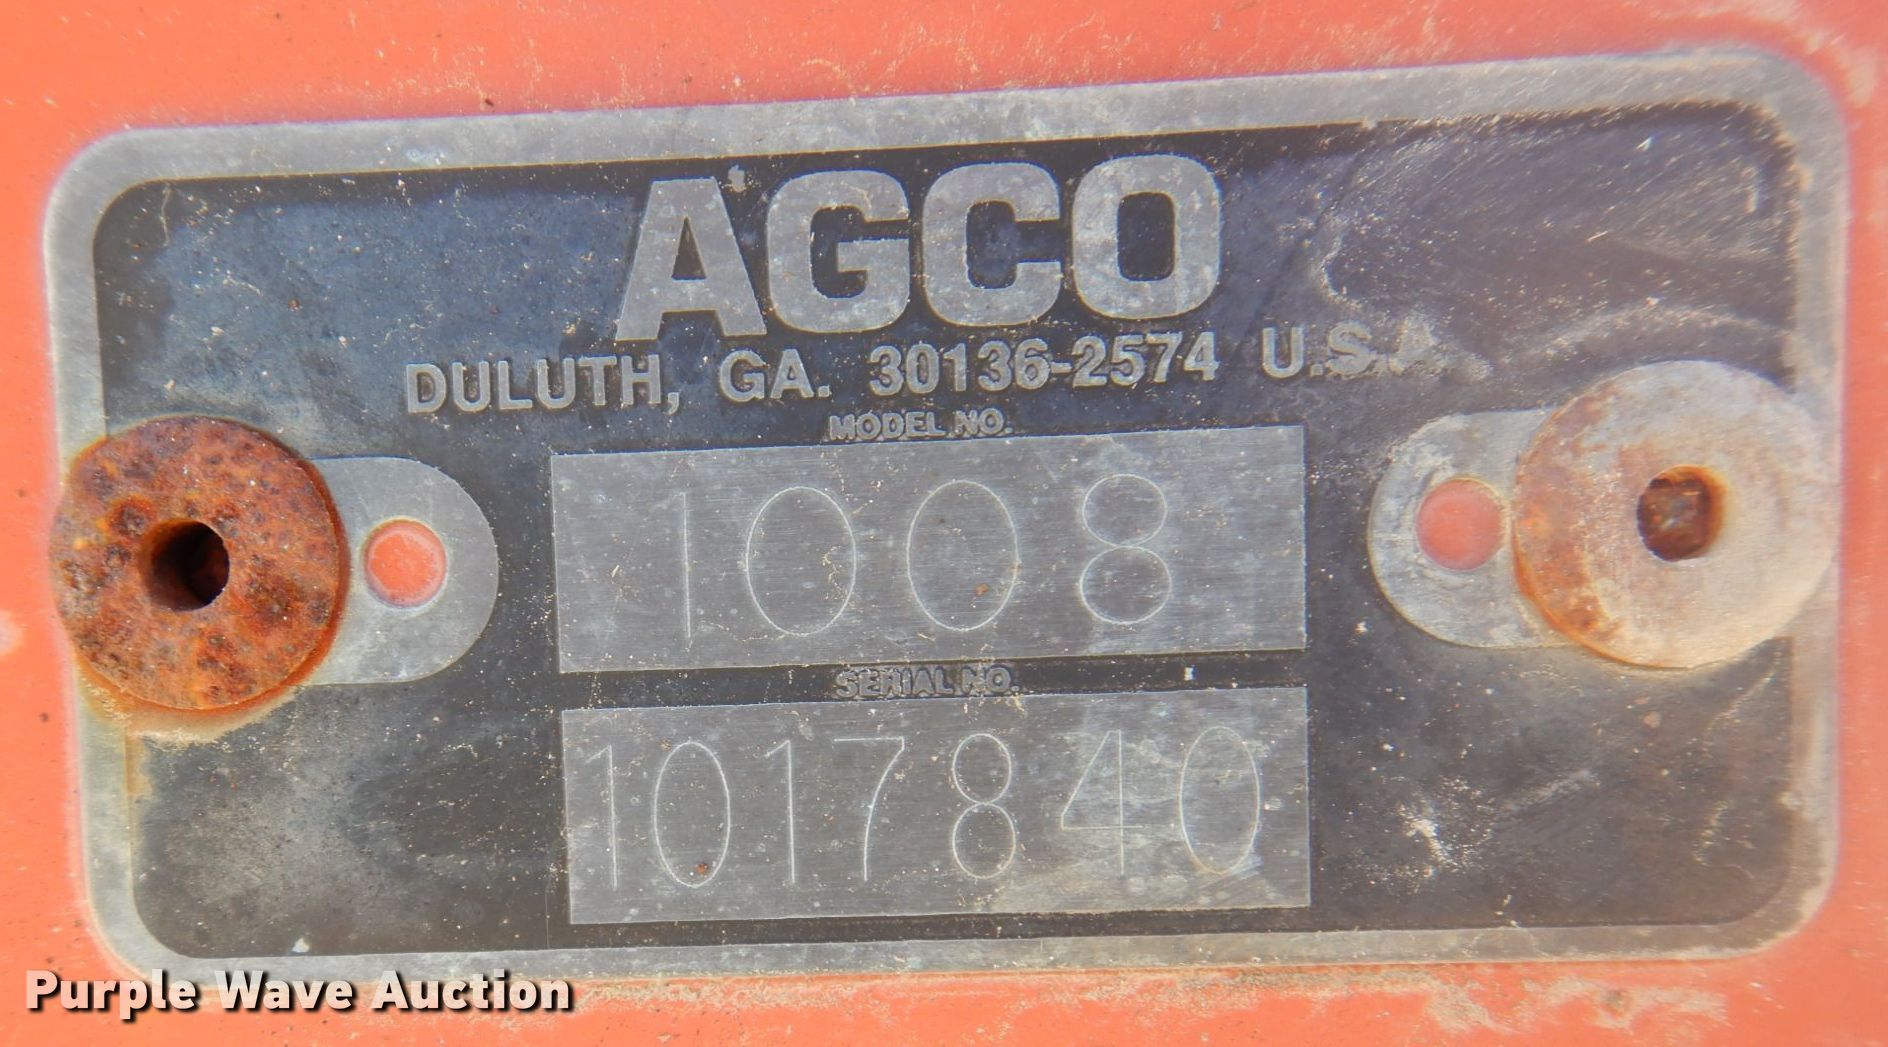 AGCO
DULUTH, GA. 30136-2574 U.S.A.
MODEL NO.
1008
SERIAL NO.
1017840
Purple Wave Auction